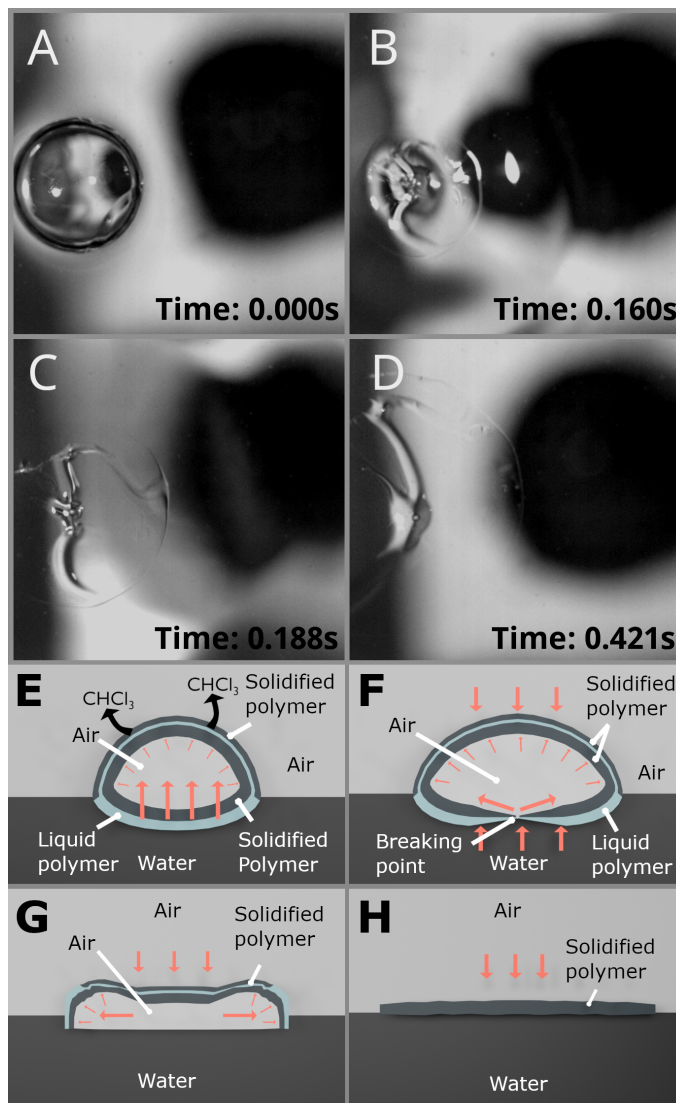 A
Time: 0.000s
B
Time: 0.160s
C
Time: 0.188s
D
Time: 0.421s
E
CHCl₃
CHCl₃
Solidified
polymer
Air
Air
Liquid
polymer
Water
Solidified
Polymer
F
Solidified
polymer
Air
Air
Breaking
point
Water
Liquid
polymer
G
Air
Solidified
polymer
Air
Water
H
Air
Solidified
polymer
Water